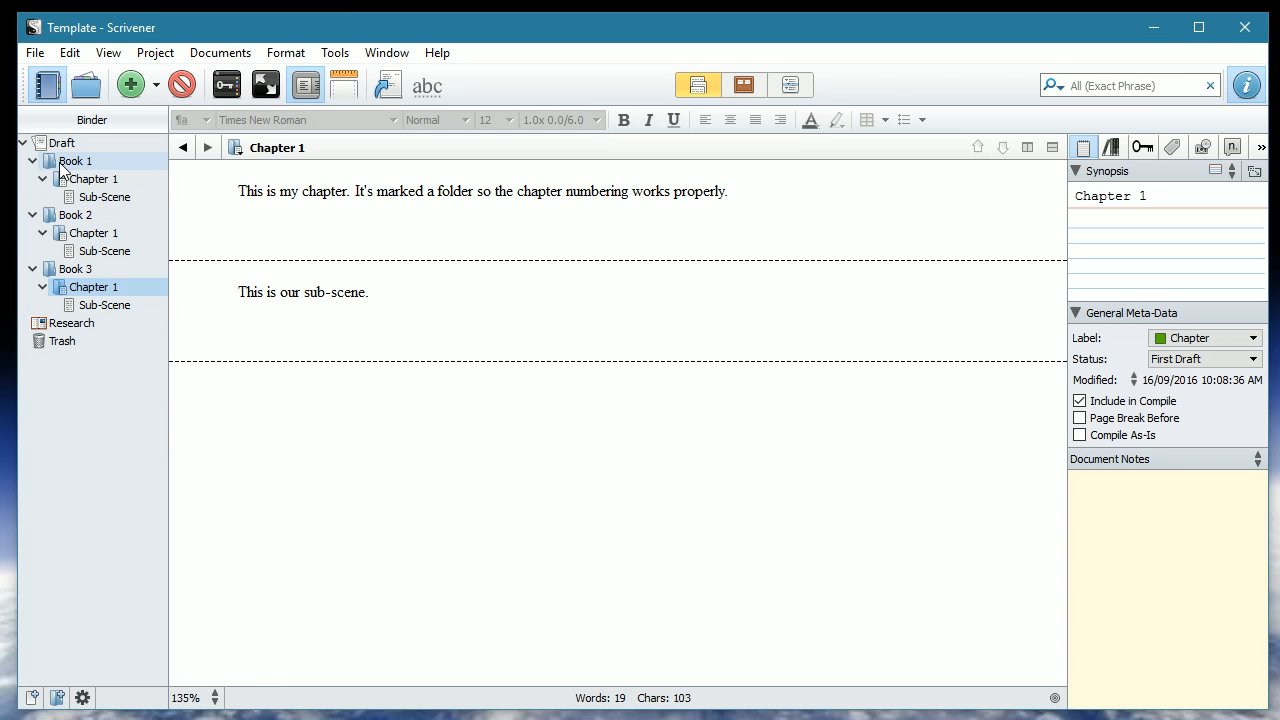 Template - Scrivener
File Edit View Project Documents Format Tools Window Help
abc
All (Exact Phrase)
Binder
¶a Times New Roman Normal 12 1.0x 0.0/6.0 B I U A
Draft
Book 1
Chapter 1
Sub-Scene
Book 2
Chapter 1
Sub-Scene
Book 3
Chapter 1
Sub-Scene
Research
Trash
Chapter 1
This is my chapter. It's marked a folder so the chapter numbering works properly.
This is our sub-scene.
n. »
Synopsis
Chapter 1
General Meta-Data
Label: Chapter
Status: First Draft
Modified: 16/09/2016 10:08:36 AM
Include in Compile
Page Break Before
Compile As-Is
Document Notes
135%
Words: 19 Chars: 103